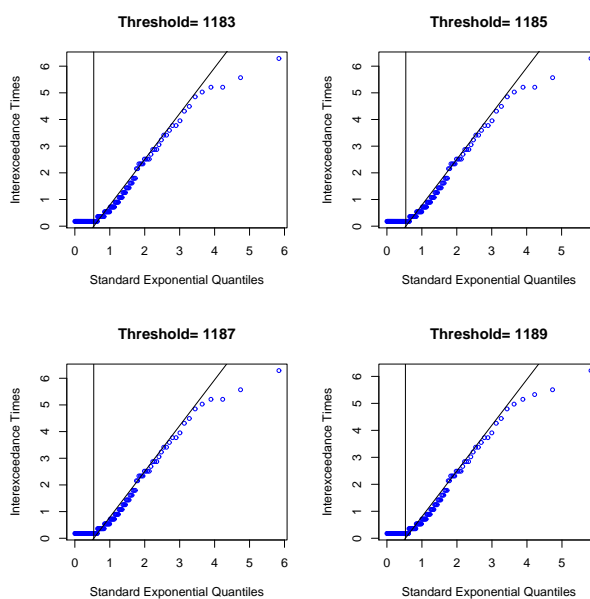 Threshold= 1183
Interexceedance Times
6
5
4
3
2
1
0
0 1 2 3 4 5 6
Standard Exponential Quantiles
Threshold= 1185
Interexceedance Times
6
5
4
3
2
1
0
0 1 2 3 4 5
Standard Exponential Quantiles
Threshold= 1187
Interexceedance Times
6
5
4
3
2
1
0
0 1 2 3 4 5 6
Standard Exponential Quantiles
Threshold= 1189
Interexceedance Times
6
5
4
3
2
1
0
0 1 2 3 4 5
Standard Exponential Quantiles